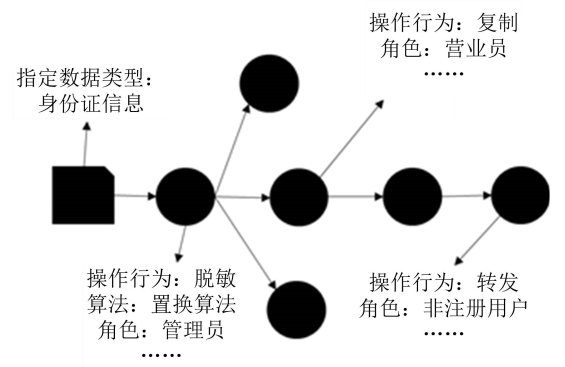 操作行为：复制
角色：营业员
……
指定数据类型：
身份证信息
操作行为：脱敏
算法：置换算法
角色：管理员
……
操作行为：转发
角色：非注册用户
……